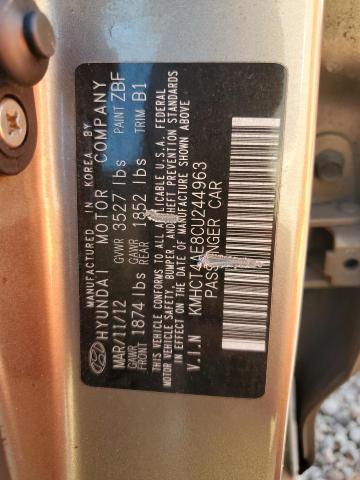 MANUFACTURED IN KOREA BY
HYUNDAI MOTOR COMPANY
MAR/11/12 GVWR 3527 lbs PAINT ZBF
GAWR FRONT 1874 lbs GAWR REAR 1852 lbs TRIM B1
THIS VEHICLE CONFORMS TO ALL APPLICABLE U.S.A. FEDERAL
MOTOR VEHICLE SAFETY, BUMPER, AND THEFT PREVENTION STANDARDS
IN EFFECT ON THE DATE OF MANUFACTURE SHOWN ABOVE
V.I.N KMHCT4AE8CU244963
PASSENGER CAR